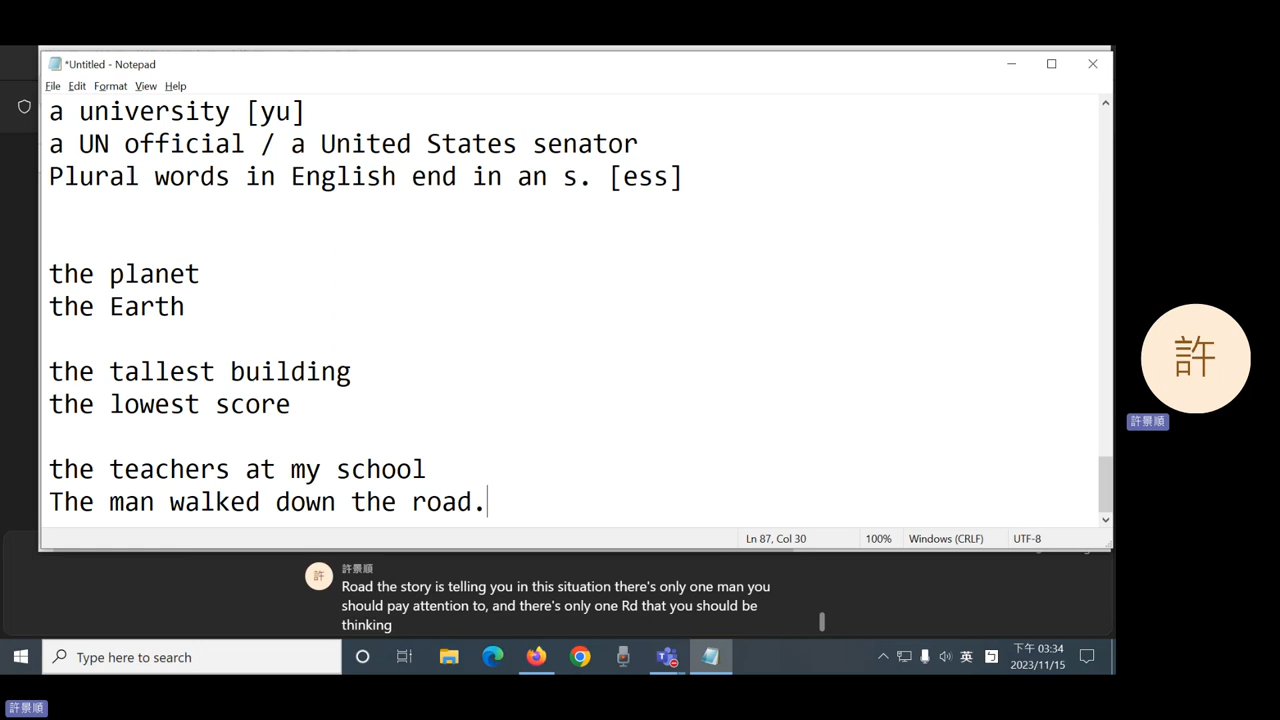 *Untitled - Notepad
File Edit Format View Help
a university [yu]
a UN official / a United States senator
Plural words in English end in an s. [ess]
the planet
the Earth
the tallest building
the lowest score
the teachers at my school
The man walked down the road.
Ln 87, Col 30 100% Windows (CRLF) UTF-8
許
許景順
許
許景順
Road the story is telling you in this situation there's only one man you
should pay attention to, and there's only one Rd that you should be
thinking
Type here to search
英
下午 03:34
2023/11/15
許景順